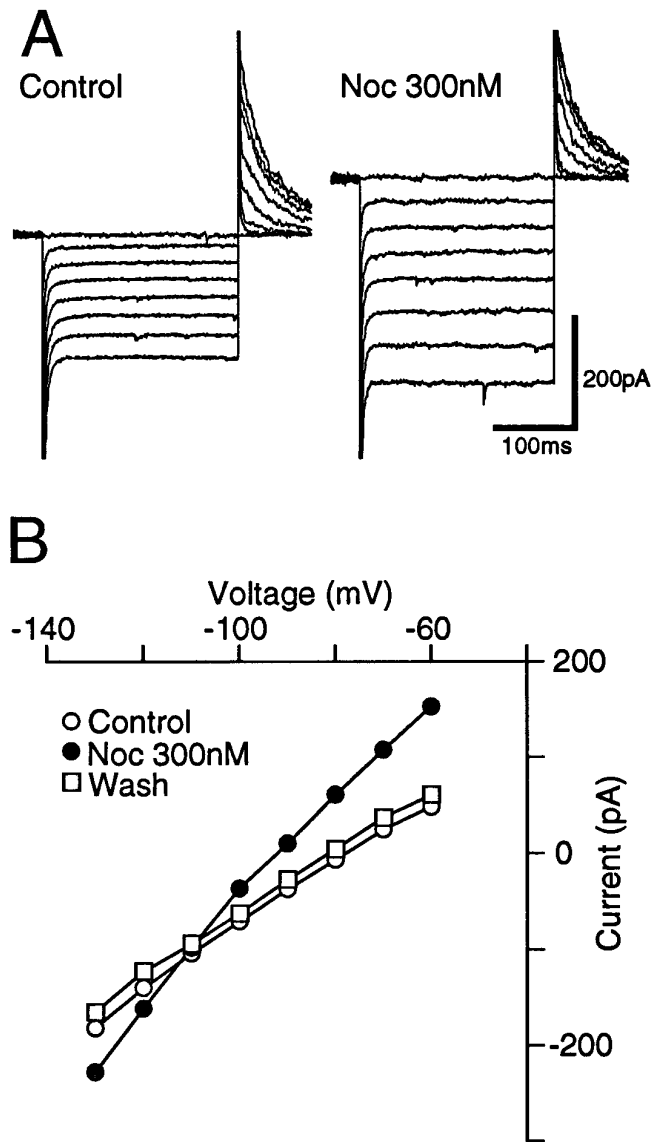 A
Control
Noc 300nM
200pA
100ms
B
Voltage (mV)
-140 -100 -60
200
Control
Noc 300nM
Wash
0
-200
Current (pA)